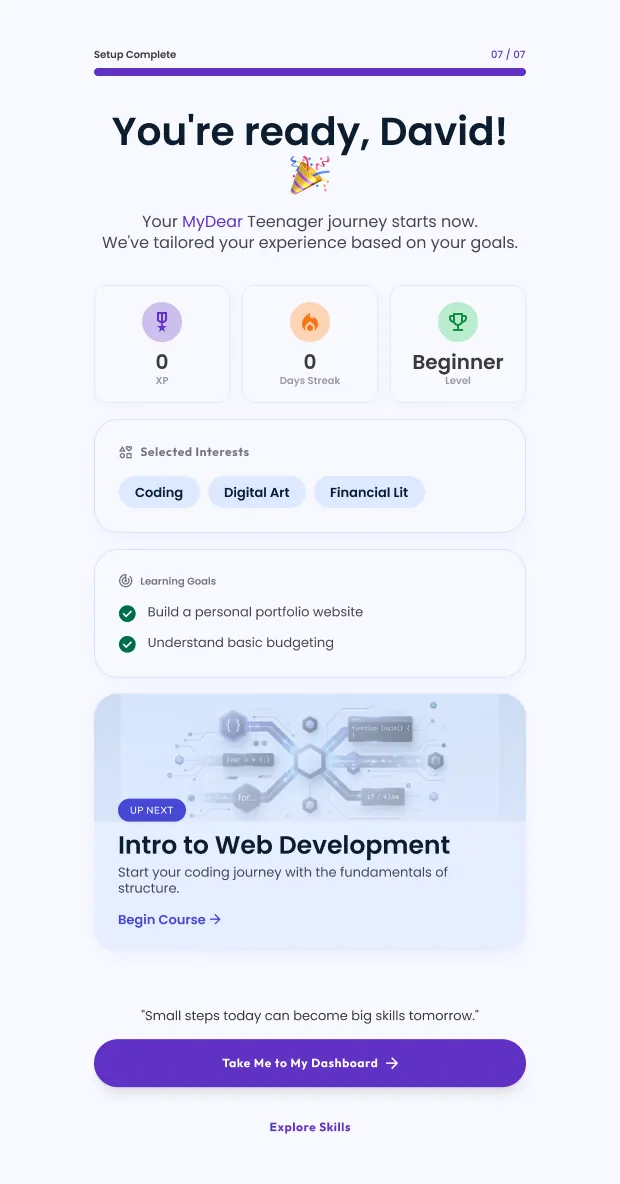 Setup Complete
07 / 07
You're ready, David!
Your MyDear Teenager journey starts now.
We've tailored your experience based on your goals.
0
XP
0
Days Streak
Beginner
Level
Selected Interests
Coding
Digital Art
Financial Lit
Learning Goals
Build a personal portfolio website
Understand basic budgeting
{ }
function login() {
}
for...
if / else
UP NEXT
Intro to Web Development
Start your coding journey with the fundamentals of
structure.
Begin Course →
"Small steps today can become big skills tomorrow."
Take Me to My Dashboard →
Explore Skills